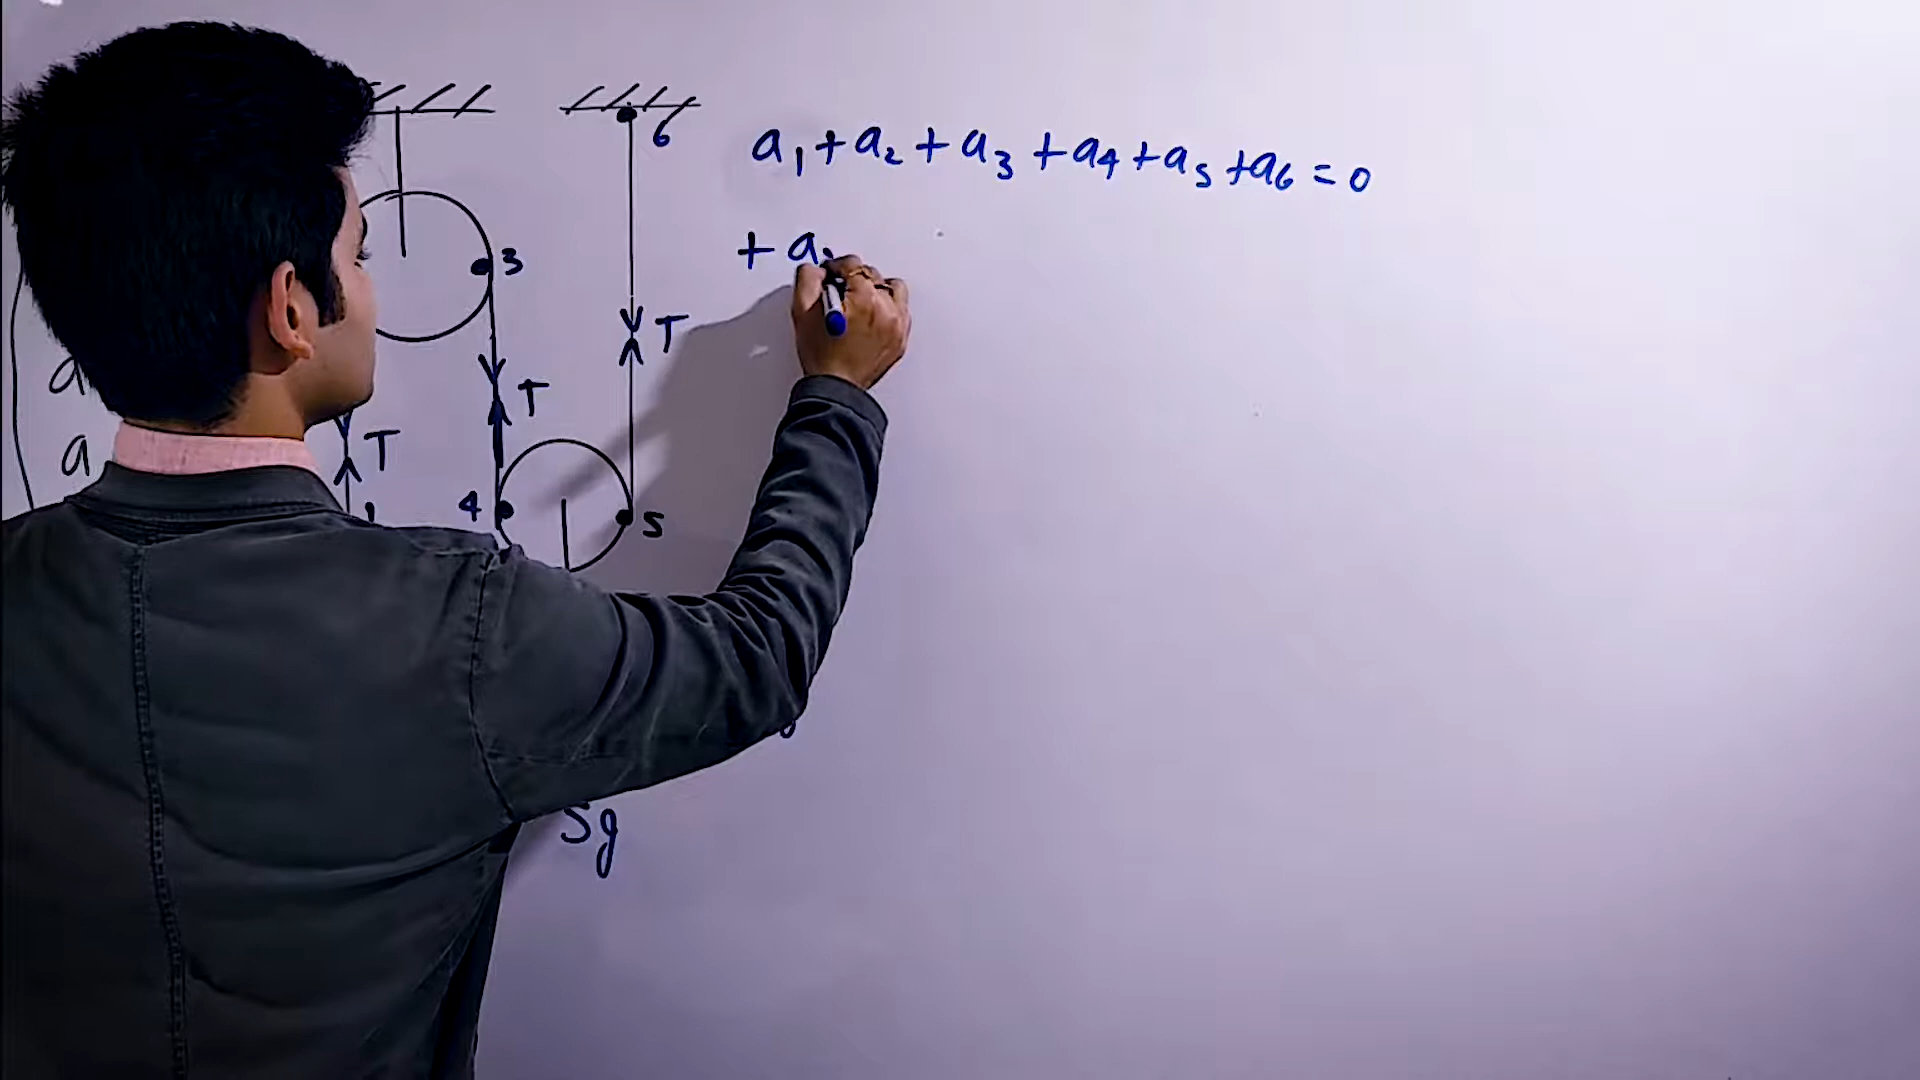 6
a₁ + a₂ + a₃ + a₄ + a₅ + a₆ = 0
+ a
3
T
a
T
T
a
4
5
5g